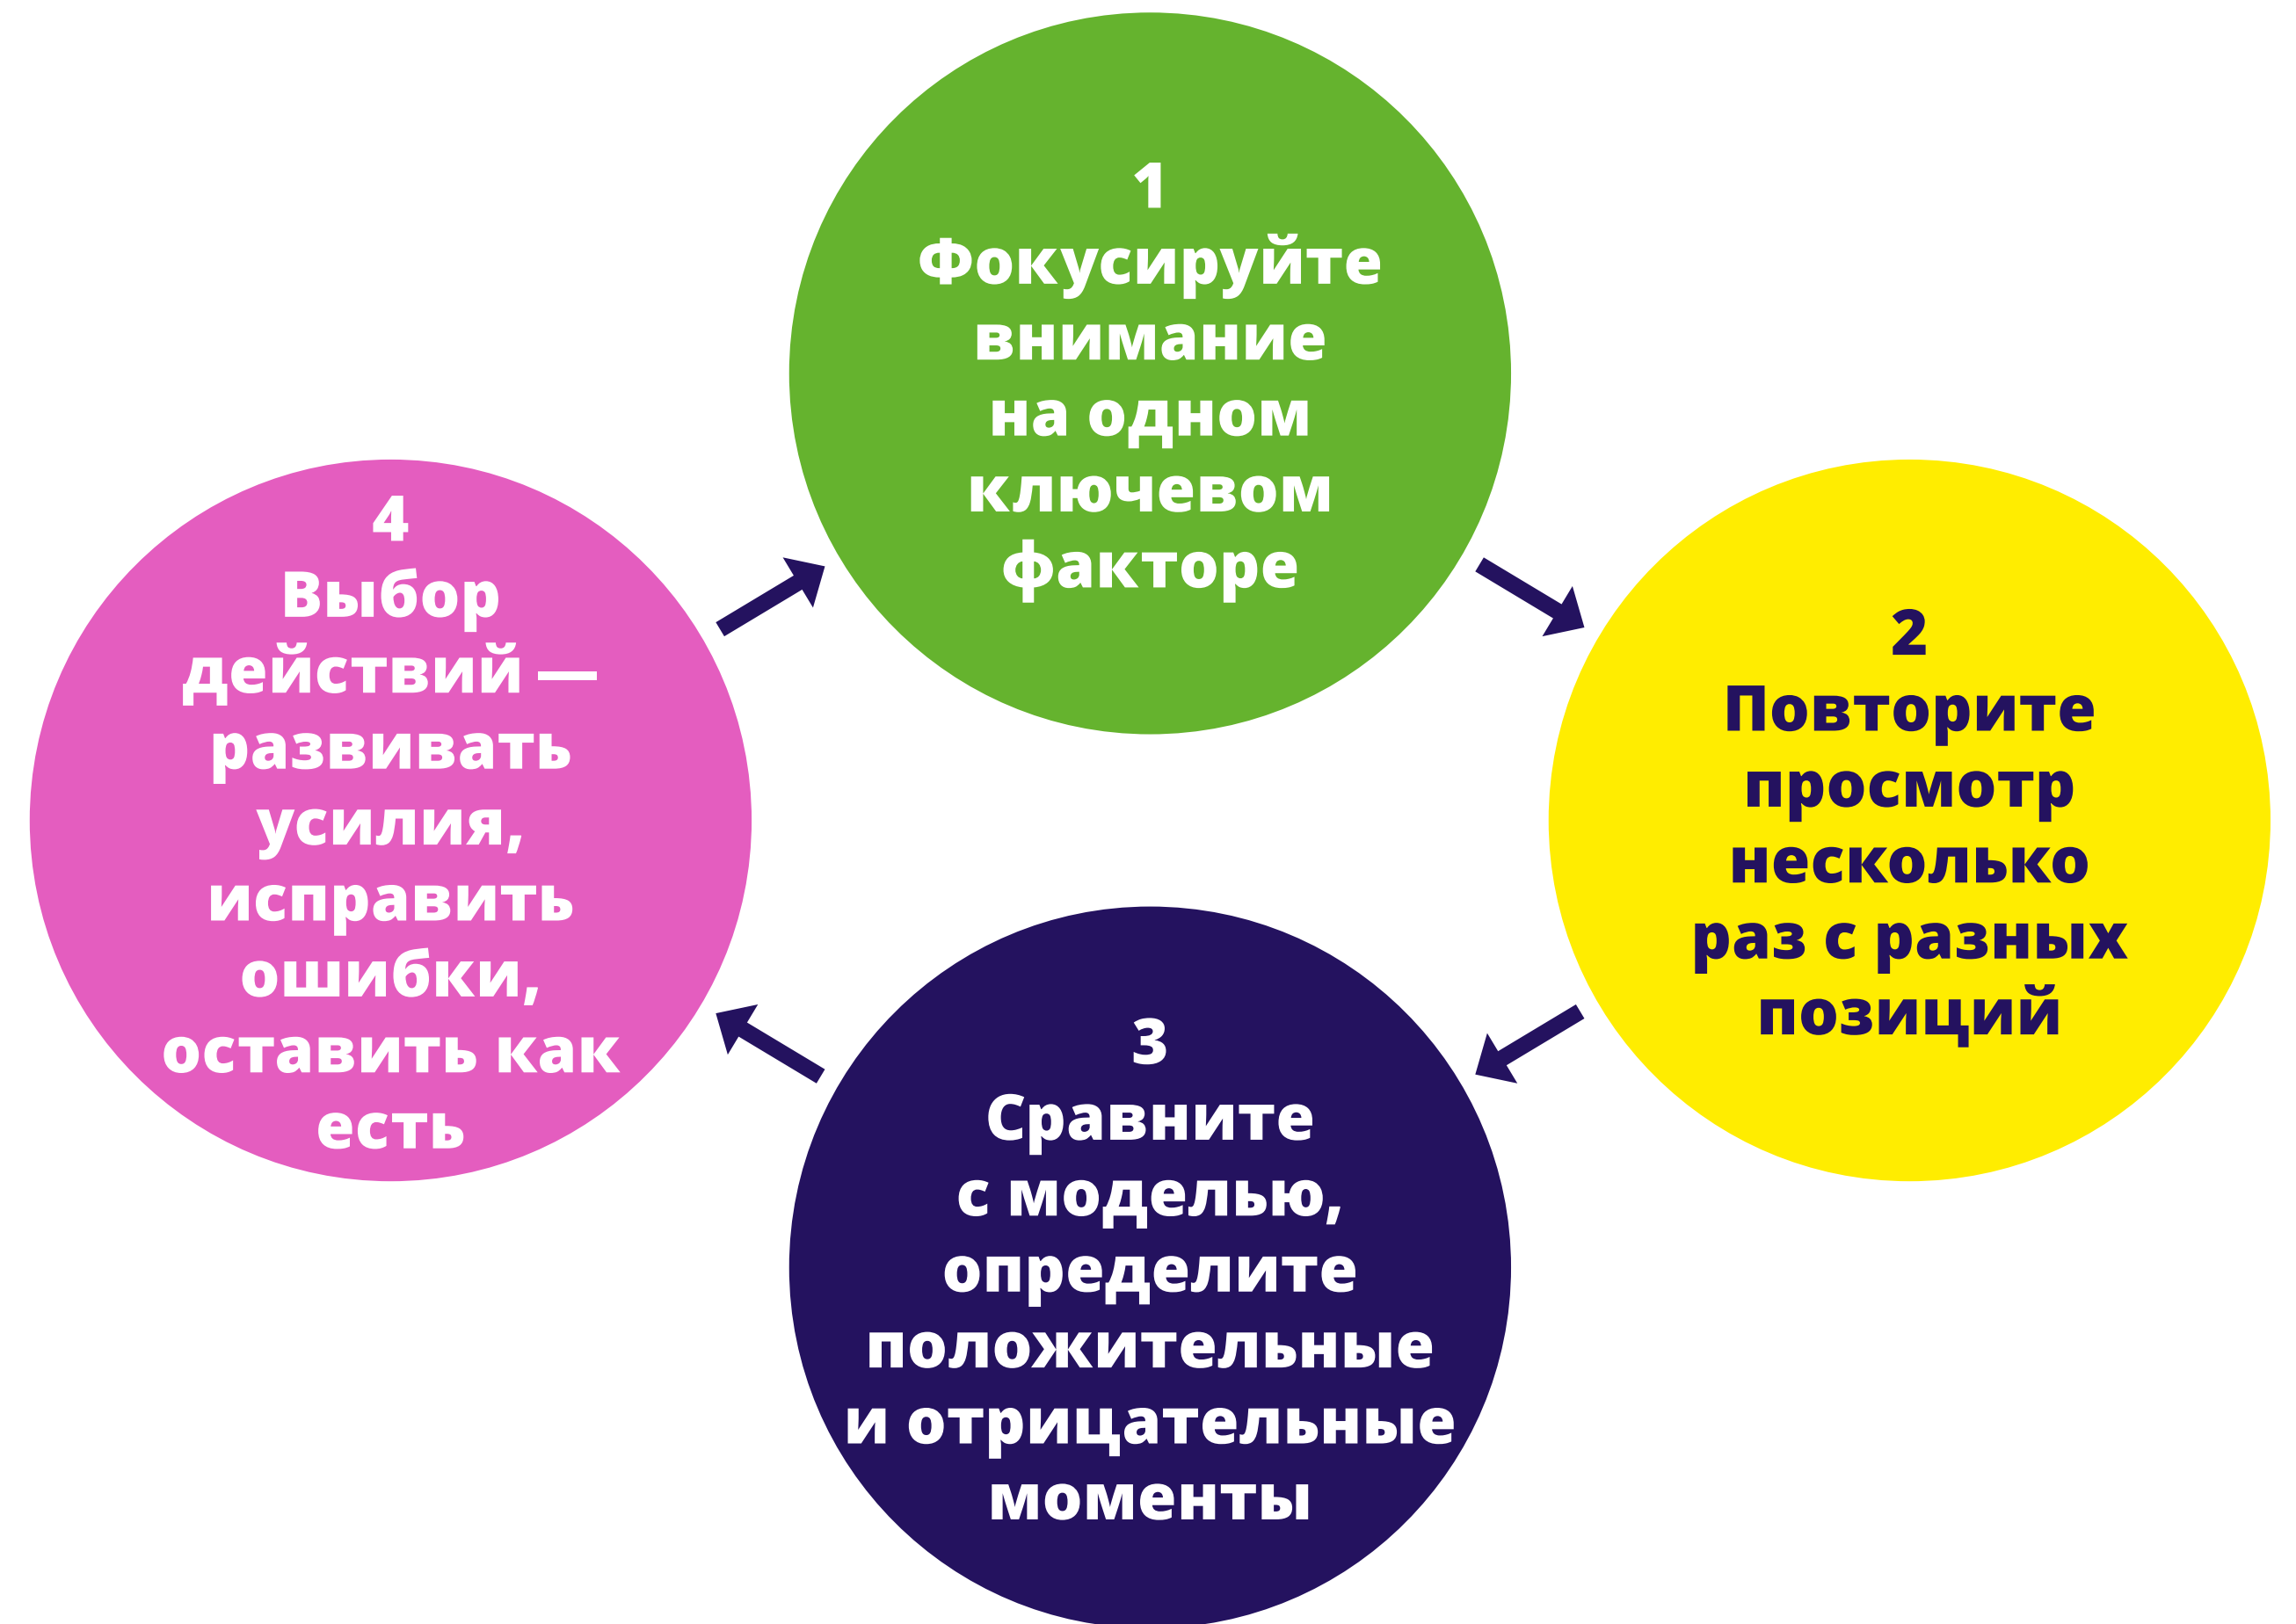 1
Фокусируйте
внимание
на одном
ключевом
факторе
2
Повторите
просмотр
несколько
раз с разных
позиций
3
Сравните
с моделью,
определите
положительные
и отрицательные
моменты
4
Выбор
действий —
развивать
усилия,
исправить
ошибки,
оставить как
есть